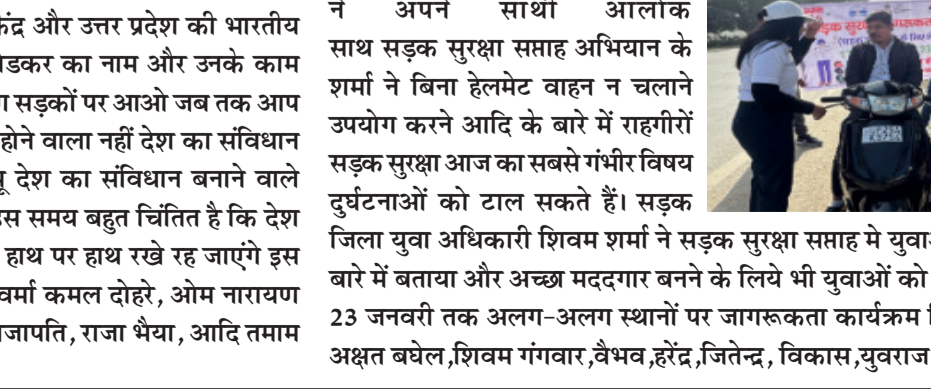 केंद्र और उत्तर प्रदेश की भारतीय
का नाम और उनके काम
सड़कों पर आओ जब तक आप
होने वाला नहीं देश का संविधान
देश का संविधान बनाने वाले
समय बहुत चिंतित है कि देश
हाथ पर हाथ रखे रह जाएंगे इस
वर्मा कमल दोहरे, ओम नारायण
राजा भैया, आदि तमाम
ने अपने साथी आलोक
साथ सड़क सुरक्षा सप्ताह अभियान के
शर्मा ने बिना हेलमेट वाहन न चलाने
उपयोग करने आदि के बारे में राहगीरों
सड़क सुरक्षा आज का सबसे गंभीर विषय
दुर्घटनाओं को टाल सकते हैं। सड़क
जिला युवा अधिकारी शिवम शर्मा ने सड़क सुरक्षा सप्ताह मे
बारे में बताया और अच्छा मददगार बनने के लिये भी युवाओं को
23 जनवरी तक अलग-अलग स्थानों पर जागरूकता कार्यक्रम
अक्षत बघेल,शिवम गंगवार,वैभव,हरेंद्र,जितेन्द्र, विकास,युवराज